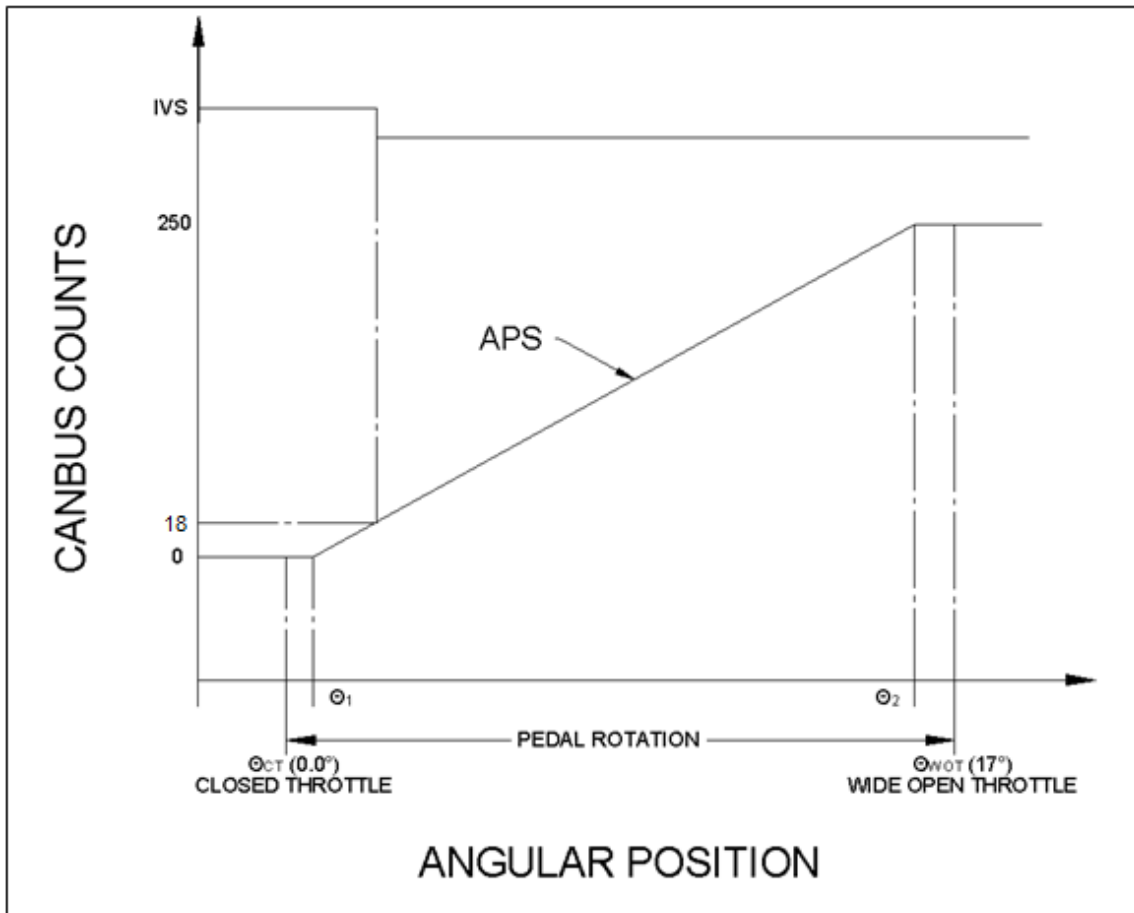 IVS
250
APS
18
0
CANBUS COUNTS
Θ1
Θ2
PEDAL ROTATION
ΘCT (0.0°)
CLOSED THROTTLE
ΘWOT (17°)
WIDE OPEN THROTTLE
ANGULAR POSITION